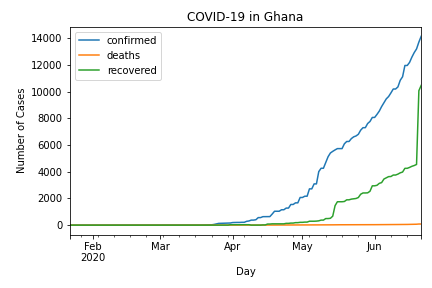 COVID-19 in Ghana
confirmed
deaths
recovered
Number of Cases
14000
12000
10000
8000
6000
4000
2000
0
Feb
2020
Mar
Apr
May
Jun
Day